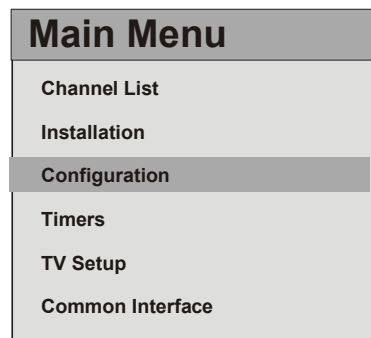 Main Menu
Channel List
Installation
Configuration
Timers
TV Setup
Common Interface